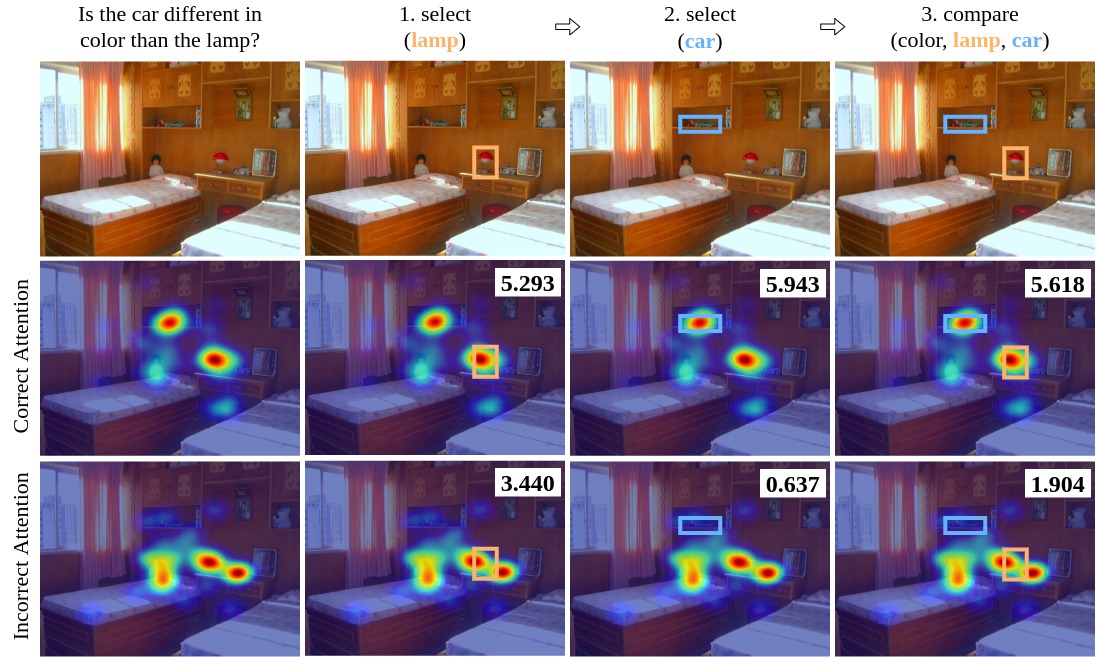 Is the car different in
color than the lamp?
1. select
(lamp)
2. select
(car)
3. compare
(color, lamp, car)
Correct Attention
5.293
5.943
5.618
Incorrect Attention
3.440
0.637
1.904